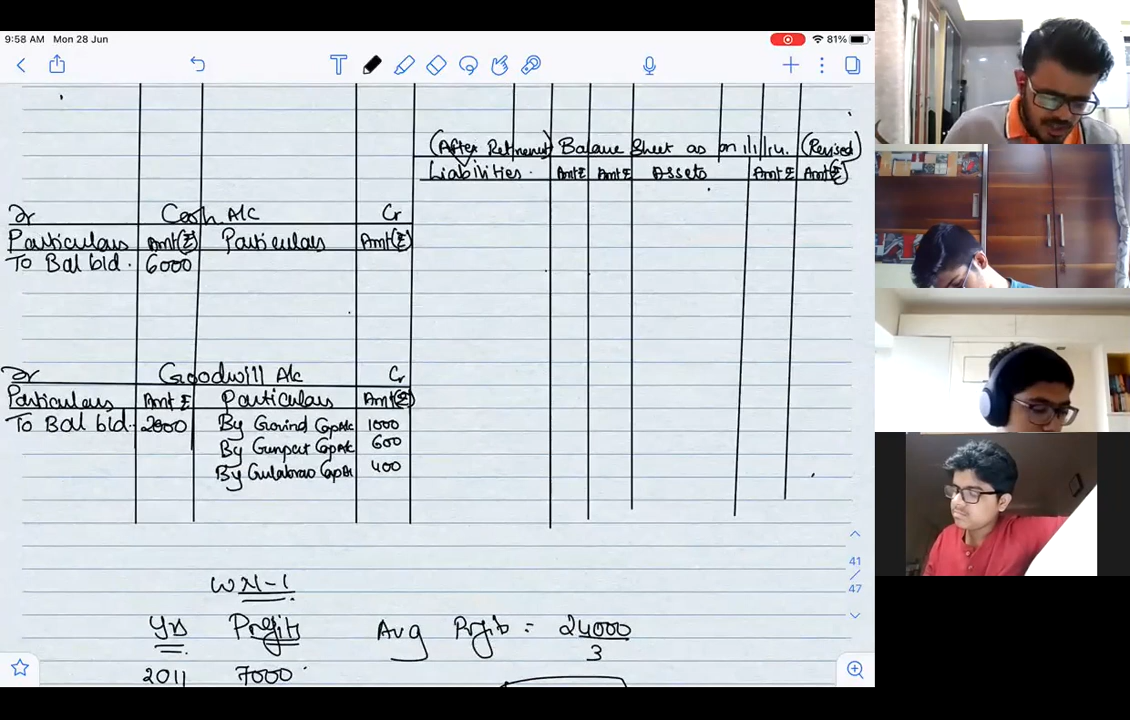 9:58 AM Mon 28 Jun
81%
(After Retirement) Balance Sheet as on 1/1/14. (Revised)
Liabilities. Amt ₹ Amt ₹ Assets Amt ₹ Amt(₹)
Dr Cash A/c Cr
Particulars Amt(₹) Particulars Amt(₹)
To Bal b/d. 6000
Dr Goodwill A/c Cr
Particulars Amt ₹ Particulars Amt(₹)
To Bal b/d. 2000 By Govind Cap A/c 1000
By Gunpat Cap A/c 600
By Gulabrao Cap A/c 400
WN-1
Yrs Profits Avg Profit = 24000
3
2011 7000
41
/
47